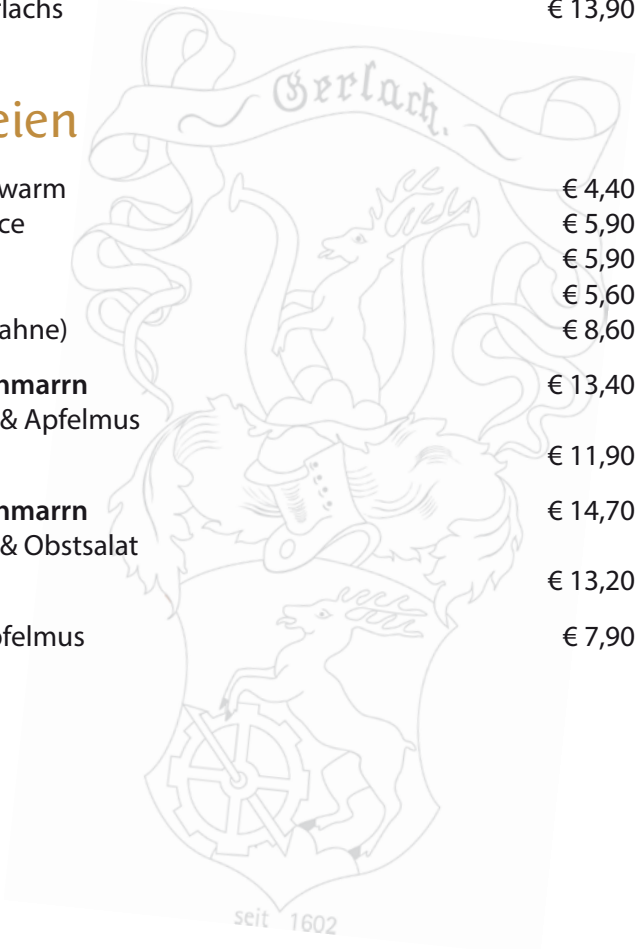 lachs € 13,90
Gerlach.
eien
warm € 4,40
ce € 5,90
€ 5,90
€ 5,60
ahne) € 8,60
nmarrn € 13,40
& Apfelmus
€ 11,90
nmarrn € 14,70
& Obstsalat
€ 13,20
felmus € 7,90
seit 1602